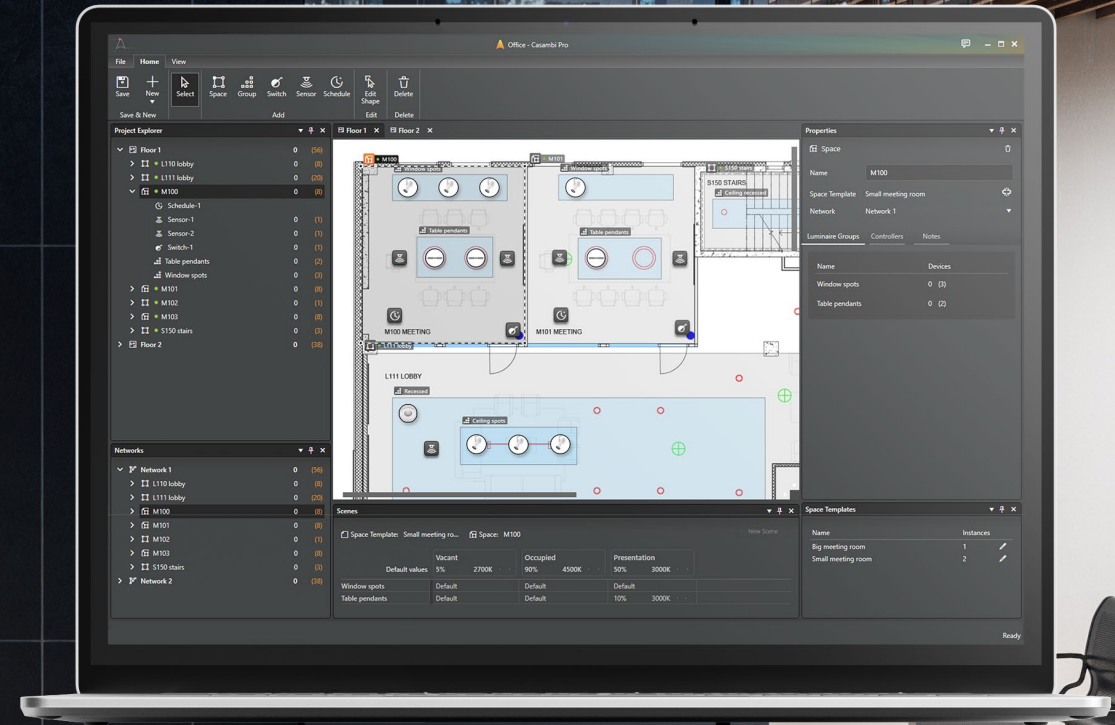 Office - Casambi Pro
File Home View
Save New Select Space Group Switch Sensor Schedule Edit Shape Delete
Save & New Add Edit Delete
Project Explorer
Floor 1 0 (56)
L110 lobby 0 (8)
L111 lobby 0 (20)
M100 0 (8)
Schedule-1
Sensor-1 0 (1)
Sensor-2 0 (1)
Switch-1 0 (1)
Table pendants 0 (2)
Window spots 0 (3)
M101 0 (8)
M102 0 (1)
M103 0 (8)
S150 stairs 0 (3)
Floor 2 0 (38)
Networks
Network 1 0 (56)
L110 lobby 0 (8)
L111 lobby 0 (20)
M100 0 (8)
M101 0 (8)
M102 0 (1)
M103 0 (8)
S150 stairs 0 (3)
Network 2 0 (38)
Floor 1 Floor 2
M100 M101
Window spots Window spots S150 stairs
S150 STAIRS
Ceiling recessed
Table pendants Table pendants
M100 MEETING M101 MEETING
L111 lobby
L111 LOBBY
Recessed
Ceiling spots
Scenes
Space Template: Small meeting ro... Space: M100 New Scene
Vacant Occupied Presentation
Default values 5% 2700K 90% 4500K 50% 3000K
Window spots Default Default Default
Table pendants Default Default 10% 3000K
Properties
Space
Name M100
Space Template Small meeting room
Network Network 1
Luminaire Groups Controllers Notes
Name Devices
Window spots 0 (3)
Table pendants 0 (2)
Space Templates
Name Instances
Big meeting room 1
Small meeting room 2
Ready